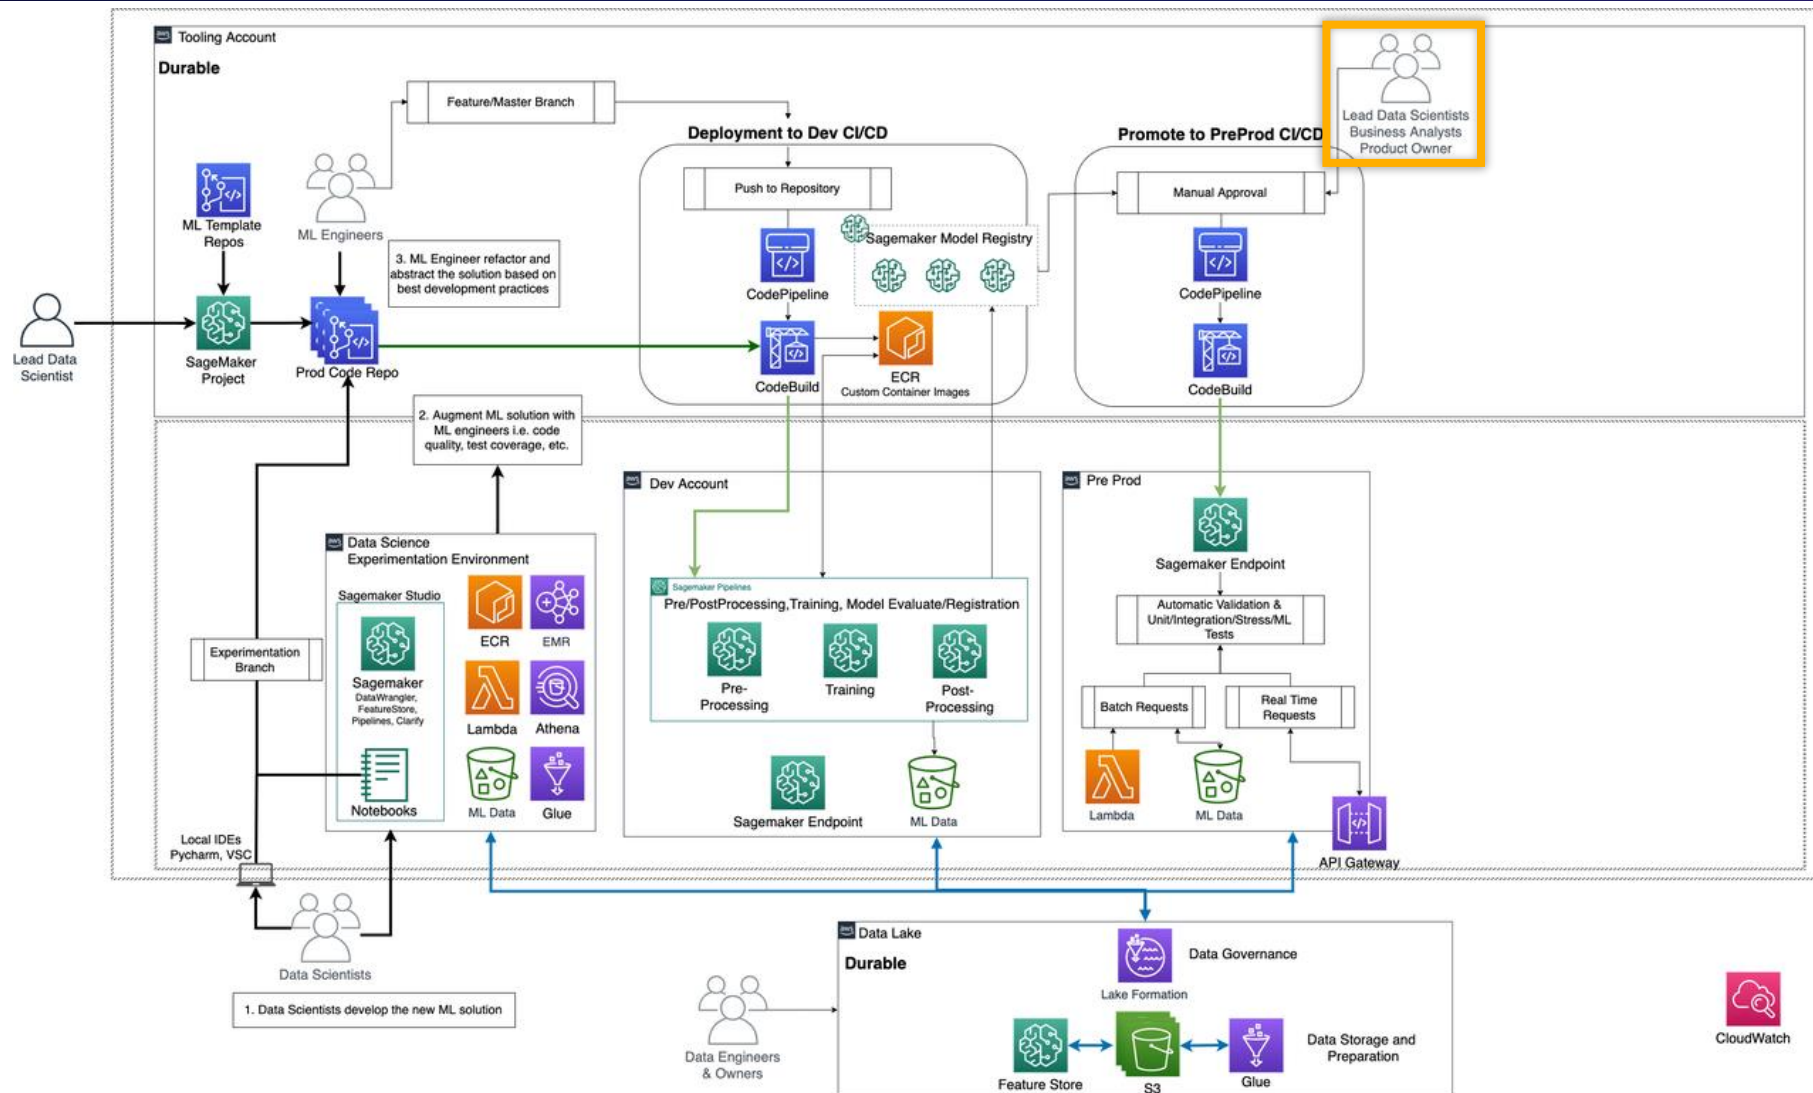 Tooling Account
Durable
Feature/Master Branch
Lead Data Scientists
Business Analysts
Product Owner
Deployment to Dev CI/CD
Promote to PreProd CI/CD
Push to Repository
Manual Approval
ML Template
Repos
ML Engineers
3. ML Engineer refactor and
abstract the solution based on
best development practices
Sagemaker Model Registry
CodePipeline
CodePipeline
Lead Data
Scientist
SageMaker
Project
Prod Code Repo
CodeBuild
ECR
Custom Container Images
CodeBuild
2. Augment ML solution with
ML engineers i.e. code
quality, test coverage, etc.
Dev Account
Pre Prod
Data Science
Experimentation Environment
Sagemaker Studio
ECR
EMR
Sagemaker
DataWrangler,
FeatureStore,
Pipelines, Clarify
Lambda
Athena
Notebooks
ML Data
Glue
Experimentation
Branch
Sagemaker Pipelines
Pre/PostProcessing,Training, Model Evaluate/Registration
Pre-
Processing
Training
Post-
Processing
Sagemaker Endpoint
ML Data
Sagemaker Endpoint
Automatic Validation &
Unit/Integration/Stress/ML
Tests
Batch Requests
Real Time
Requests
Lambda
ML Data
API Gateway
Local IDEs
Pycharm, VSC
Data Scientists
1. Data Scientists develop the new ML solution
Data Engineers
& Owners
Data Lake
Durable
Data Governance
Lake Formation
Data Storage and
Preparation
Feature Store
S3
Glue
CloudWatch